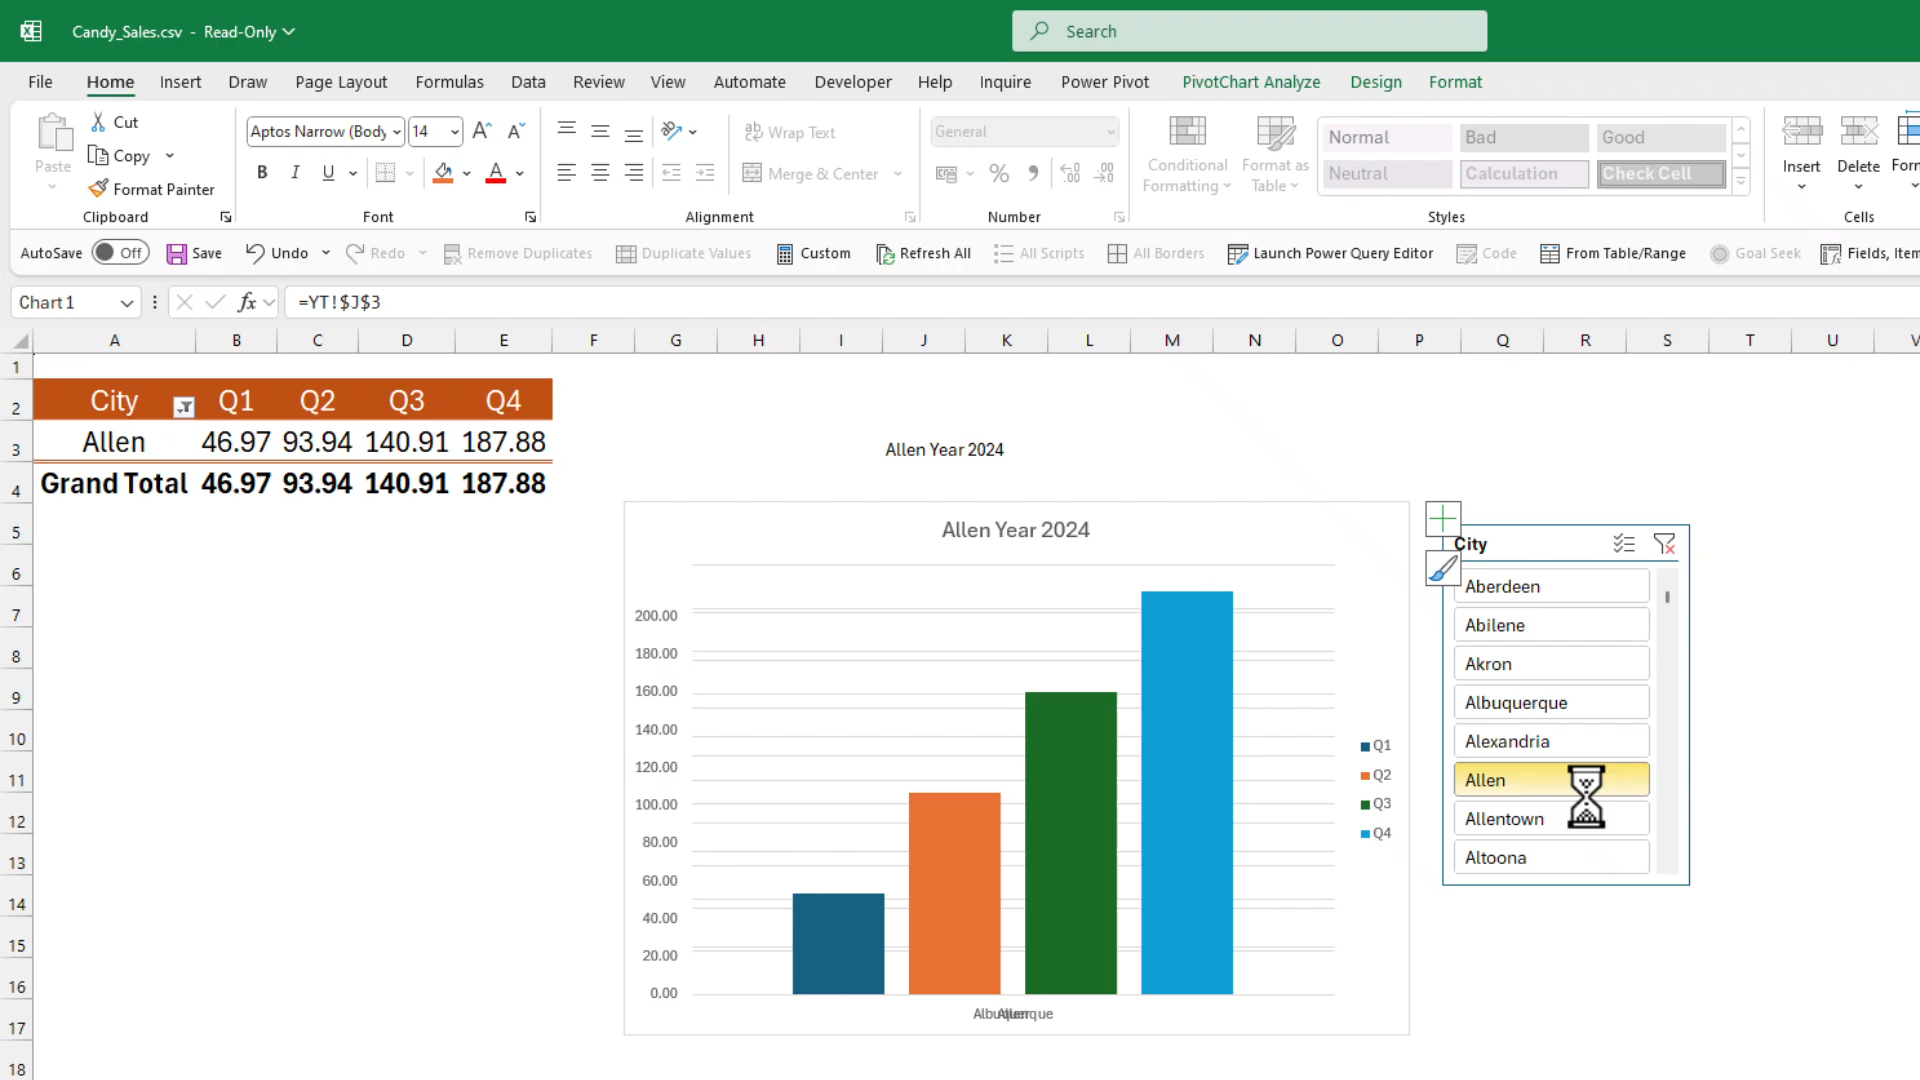 Candy_Sales.csv - Read-Only
Search
File Home Insert Draw Page Layout Formulas Data Review View Automate Developer Help Inquire Power Pivot PivotChart Analyze Design Format
Paste
Cut
Copy
Format Painter
Clipboard
Aptos Narrow (Body 14
B I U
Font
Wrap Text
Merge & Center
Alignment
General
Number
Conditional Formatting
Format as Table
Normal Bad Good
Neutral Calculation Check Cell
Styles
Insert Delete
Cells
AutoSave Off Save Undo Redo Remove Duplicates Duplicate Values Custom Refresh All All Scripts All Borders Launch Power Query Editor Code From Table/Range Goal Seek Fields,
Chart 1 fx =YT!$J$3
A B C D E F G H I J K L M N O P Q R S T U
1
2 City Q1 Q2 Q3 Q4
3 Allen 46.97 93.94 140.91 187.88
4 Grand Total 46.97 93.94 140.91 187.88
5
6
7
8
9
10
11
12
13
14
15
16
17
18
Allen Year 2024
Allen Year 2024
200.00
180.00
160.00
140.00
120.00
100.00
80.00
60.00
40.00
20.00
0.00
Q1
Q2
Q3
Q4
City
Aberdeen
Abilene
Akron
Albuquerque
Alexandria
Allen
Allentown
Altoona